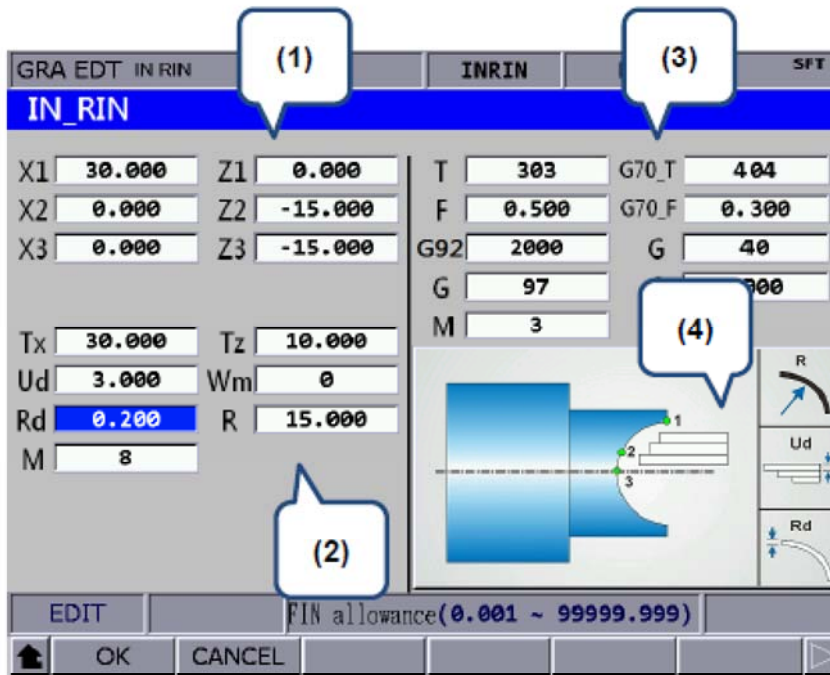 (1)
(3)
GRA EDT IN RIN
INRIN
SFT
IN_RIN
X1 30.000 Z1 0.000 T 303 G70_T 404
X2 0.000 Z2 -15.000 F 0.500 G70_F 0.300
X3 0.000 Z3 -15.000 G92 2000 G 40
G 97
M 3
(4)
Tx 30.000 Tz 10.000
Ud 3.000 Wm 0
Rd 0.200 R 15.000
M 8
R
1
Ud
2
3
Rd
(2)
EDIT FIN allowance(0.001 ~ 99999.999)
OK CANCEL